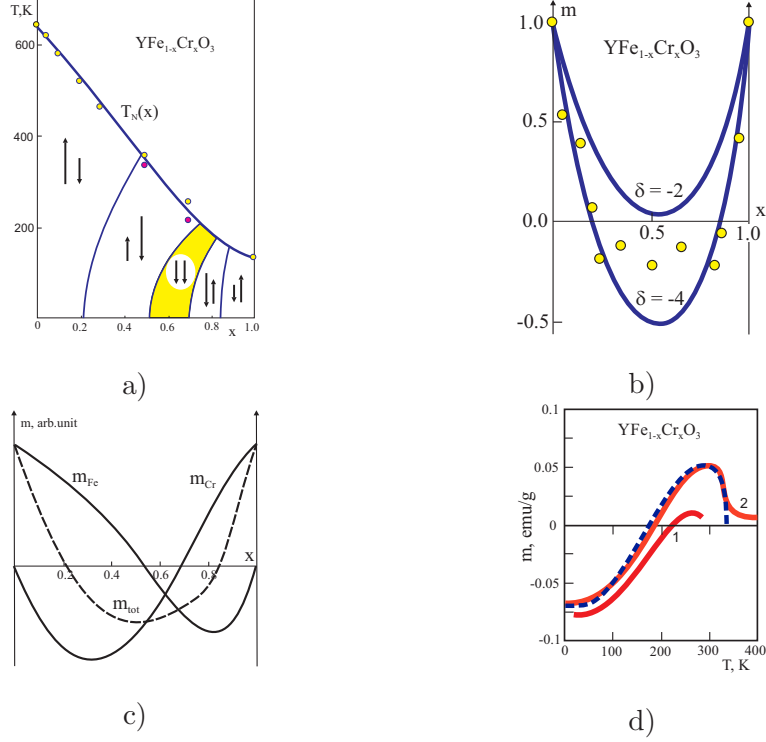 T,K
YFe1-xCrxO3
600
TN(x)
400
200
0 0.2 0.4 0.6 0.8 1.0
x
a)
m
YFe1-xCrxO3
0.5
δ = -2
x
0.0
0.5 1.0
δ = -4
-0.5
b)
m, arb.unit
mFe
mCr
x
0.2 0.4 0.6 0.8
mtot
c)
0.1
YFe1-xCrxO3
0.05
m, emu/g
2
0
1
-0.05
-0.1
0 100 200 300 400
T, K
d)